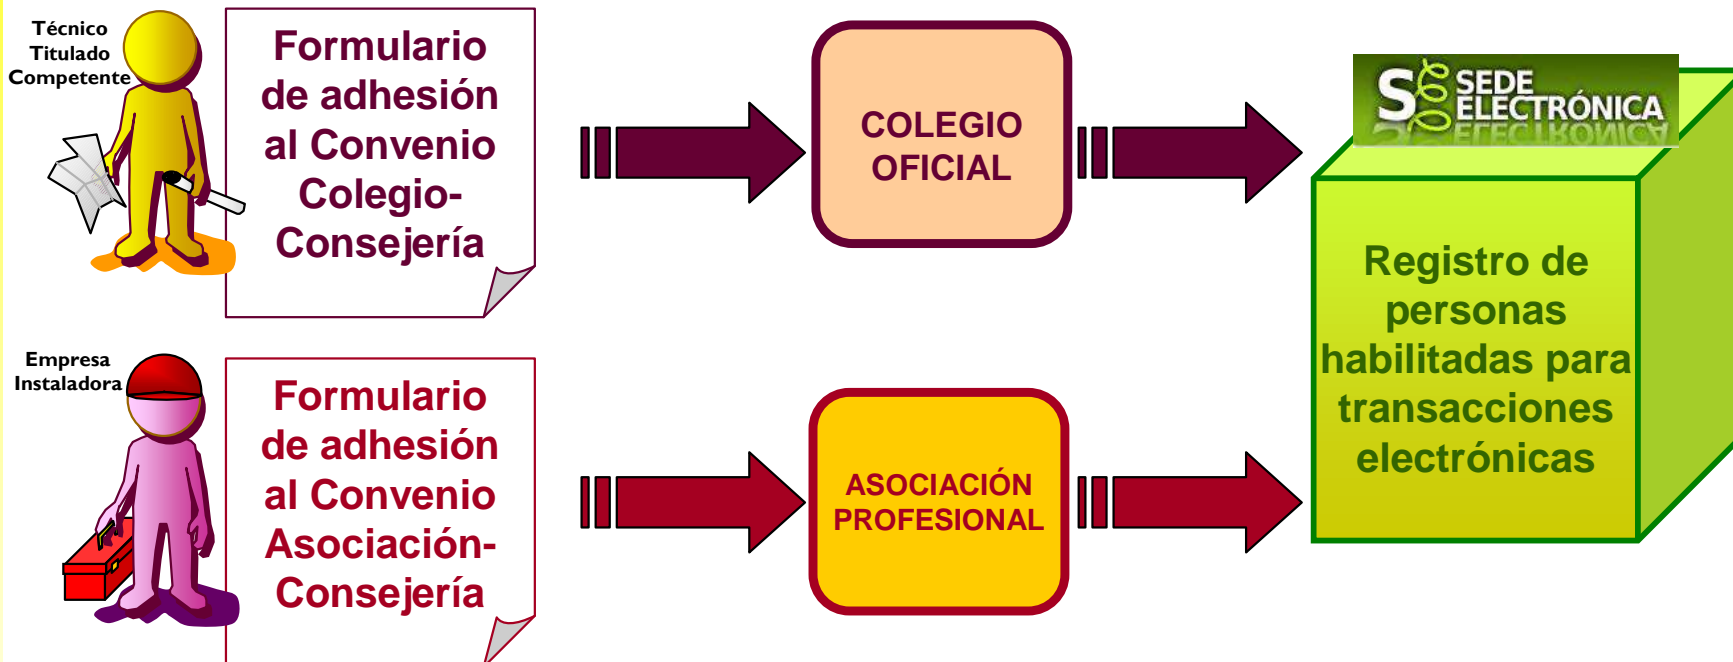 Técnico
Titulado
Competente
Formulario
de adhesión
al Convenio
Colegio-
Consejería
COLEGIO
OFICIAL
SEDE
ELECTRÓNICA
Registro de
personas
habilitadas para
transacciones
electrónicas
Empresa
Instaladora
Formulario
de adhesión
al Convenio
Asociación-
Consejería
ASOCIACIÓN
PROFESIONAL